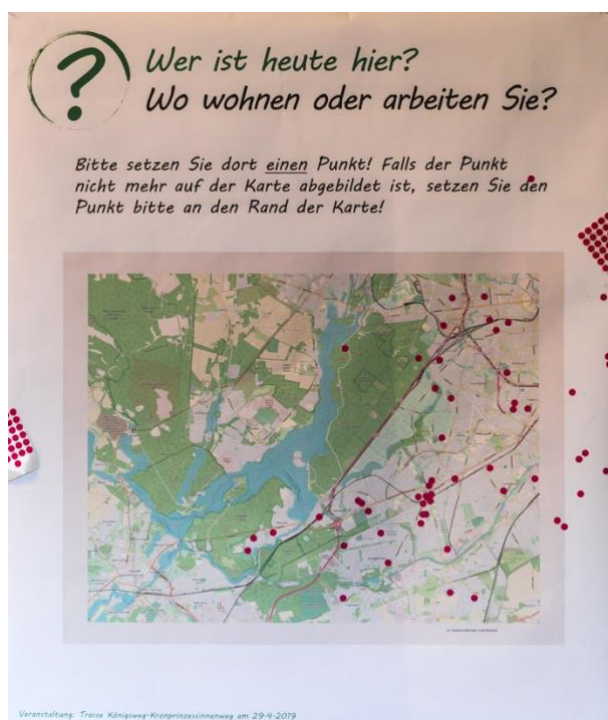 ?
Wer ist heute hier?
Wo wohnen oder arbeiten Sie?
Bitte setzen Sie dort einen Punkt! Falls der Punkt
nicht mehr auf der Karte abgebildet ist, setzen Sie den
Punkt bitte an den Rand der Karte!
Veranstaltung: Trasse Königsweg-Kronprinzessinnenweg am 29-4-2019